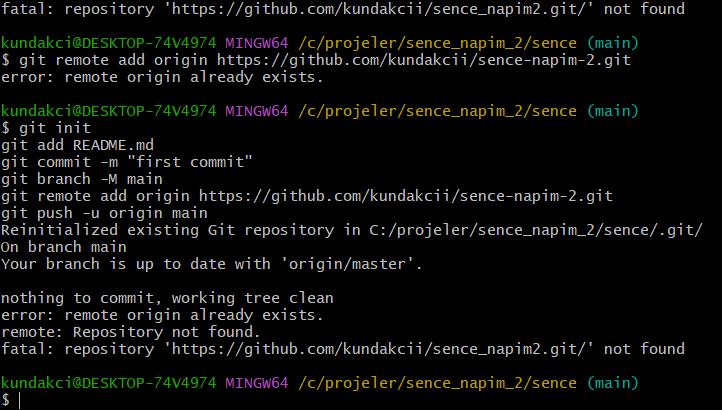 fatal: repository 'https://github.com/kundakcii/sence_napim2.git/' not found
kundakci@DESKTOP-74V4974 MINGW64 /c/projeler/sence_napim_2/sence (main)
$ git remote add origin https://github.com/kundakcii/sence-napim-2.git
error: remote origin already exists.
kundakci@DESKTOP-74V4974 MINGW64 /c/projeler/sence_napim_2/sence (main)
$ git init
git add README.md
git commit -m "first commit"
git branch -M main
git remote add origin https://github.com/kundakcii/sence-napim-2.git
git push -u origin main
Reinitialized existing Git repository in C:/projeler/sence_napim_2/sence/.git/
On branch main
Your branch is up to date with 'origin/master'.
nothing to commit, working tree clean
error: remote origin already exists.
remote: Repository not found.
fatal: repository 'https://github.com/kundakcii/sence_napim2.git/' not found
kundakci@DESKTOP-74V4974 MINGW64 /c/projeler/sence_napim_2/sence (main)
$